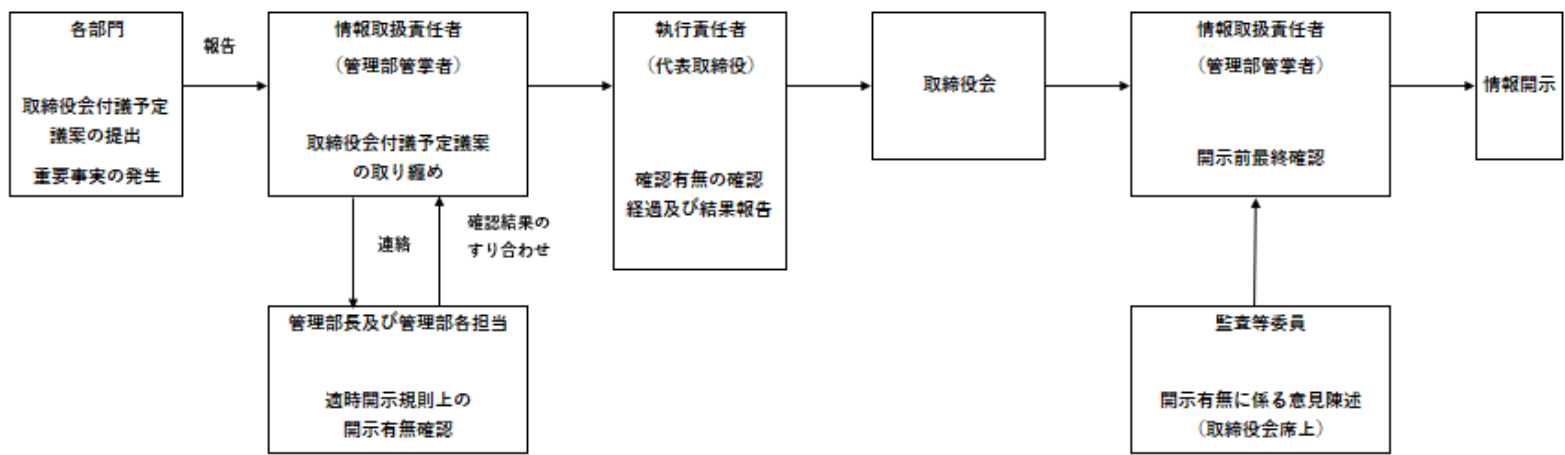 各部門
取締役会付議予定
議案の提出
重要事実の発生
報告
情報取扱責任者
（管理部管掌者）
取締役会付議予定議案
の取り纏め
連絡
確認結果の
すり合わせ
管理部長及び管理部各担当
適時開示規則上の
開示有無確認
執行責任者
（代表取締役）
確認有無の確認
経過及び結果報告
取締役会
情報取扱責任者
（管理部管掌者）
開示前最終確認
監査等委員
開示有無に係る意見陳述
（取締役会席上）
情報開示